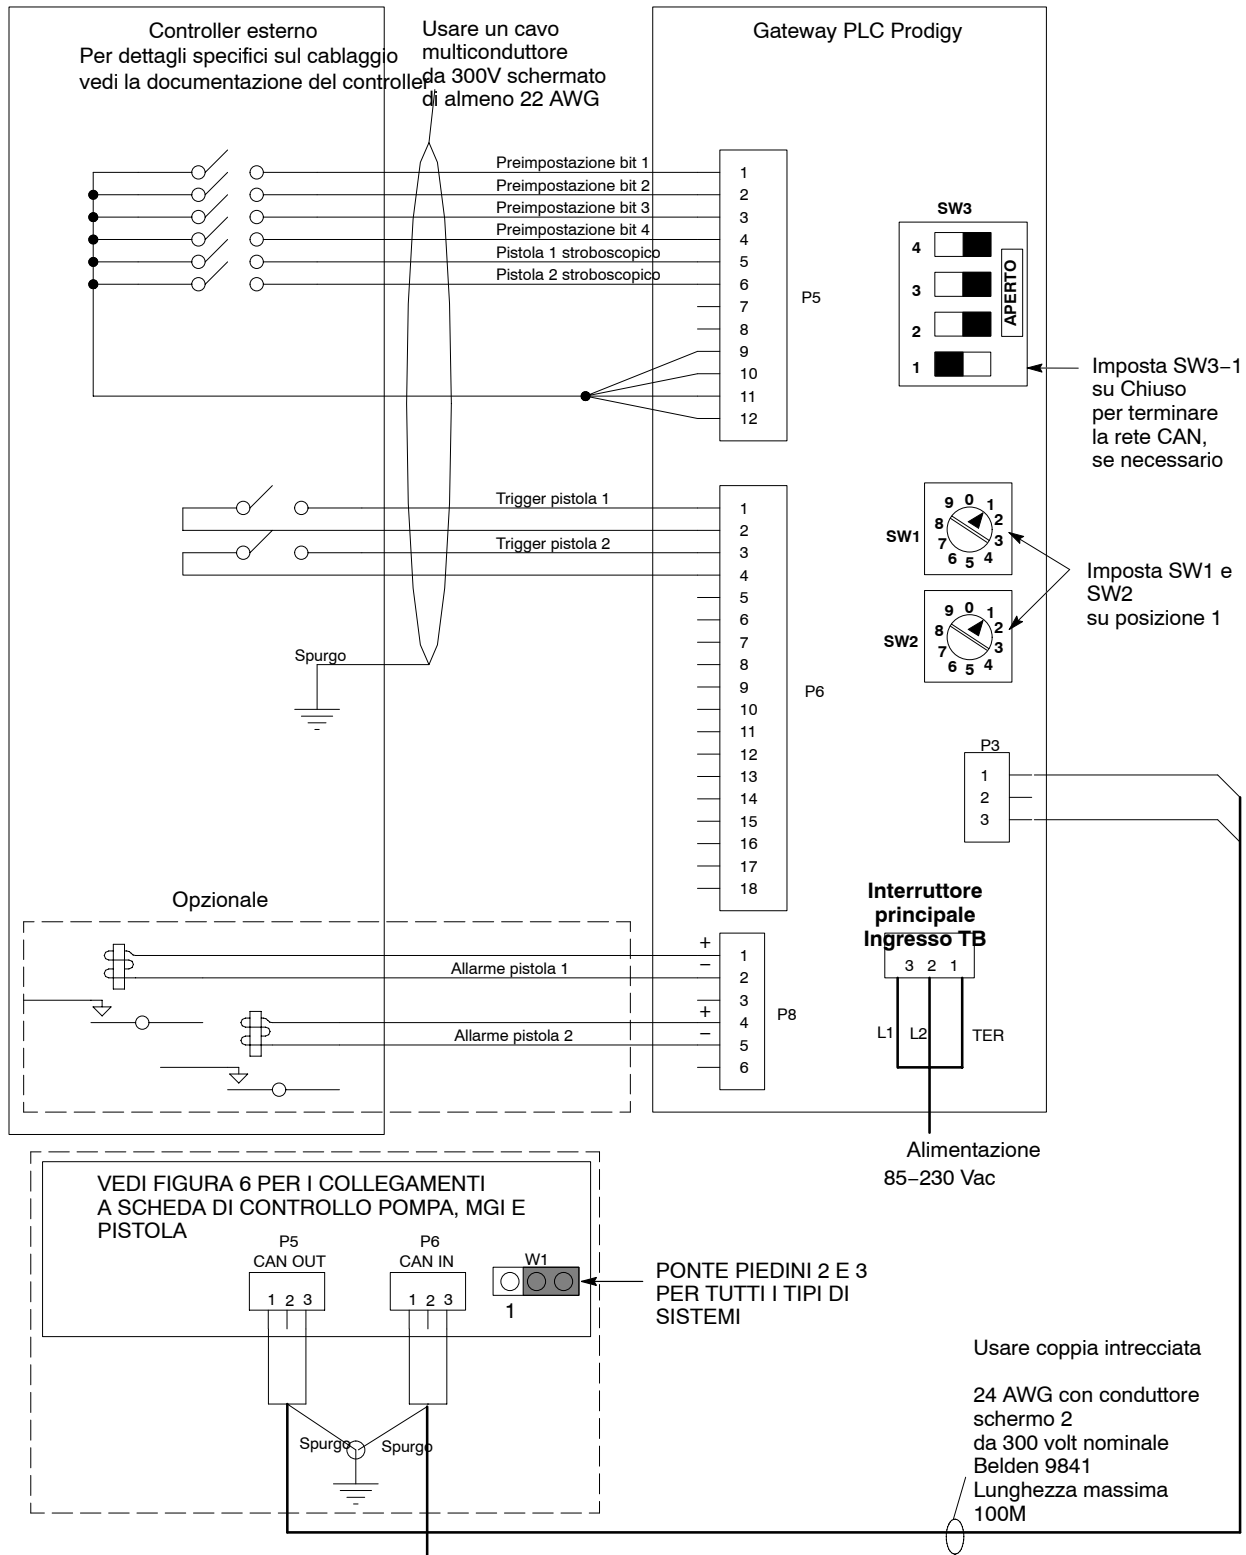 Controller esterno
Per dettagli specifici sul cablaggio
vedi la documentazione del controller
Usare un cavo
multiconduttore
da 300V schermato
di almeno 22 AWG
Gateway PLC Prodigy
Preimpostazione bit 1
Preimpostazione bit 2
Preimpostazione bit 3
Preimpostazione bit 4
Pistola 1 stroboscopico
Pistola 2 stroboscopico
1
2
3
4
5
6
7
8
9
10
11
12
P5
SW3
4
3
2
1
APERTO
Imposta SW3–1
su Chiuso
per terminare
la rete CAN,
se necessario
Trigger pistola 1
Trigger pistola 2
Spurgo
1
2
3
4
5
6
7
8
9
10
11
12
13
14
15
16
17
18
P6
SW1
0
1
2
3
4
5
6
7
8
9
SW2
0
1
2
3
4
5
6
7
8
9
Imposta SW1 e
SW2
su posizione 1
P3
1
2
3
Opzionale
Allarme pistola 1
Allarme pistola 2
+
–
+
–
1
2
3
4
5
6
P8
Interruttore
principale
Ingresso TB
3 2 1
L1 L2 TER
Alimentazione
85–230 Vac
VEDI FIGURA 6 PER I COLLEGAMENTI
A SCHEDA DI CONTROLLO POMPA, MGI E
PISTOLA
P5
CAN OUT
1 2 3
P6
CAN IN
1 2 3
W1
1
PONTE PIEDINI 2 E 3
PER TUTTI I TIPI DI
SISTEMI
Spurgo
Spurgo
Usare coppia intrecciata
24 AWG con conduttore
schermo 2
da 300 volt nominale
Belden 9841
Lunghezza massima
100M